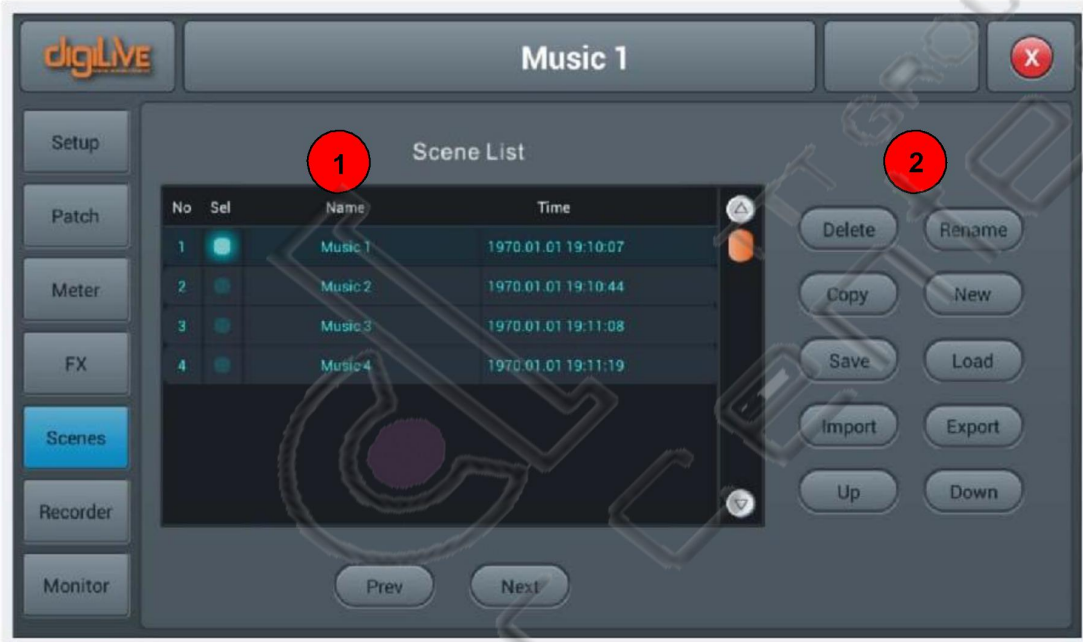 digiLiVE
Music 1
X
Setup
Patch
Meter
FX
Scenes
Recorder
Monitor
1
Scene List
2
No Sel Name Time
1 Music 1 1970.01.01 19:10:07
2 Music 2 1970.01.01 19:10:44
3 Music 3 1970.01.01 19:11:08
4 Music 4 1970.01.01 19:11:19
Prev Next
Delete Rename
Copy New
Save Load
Import Export
Up Down